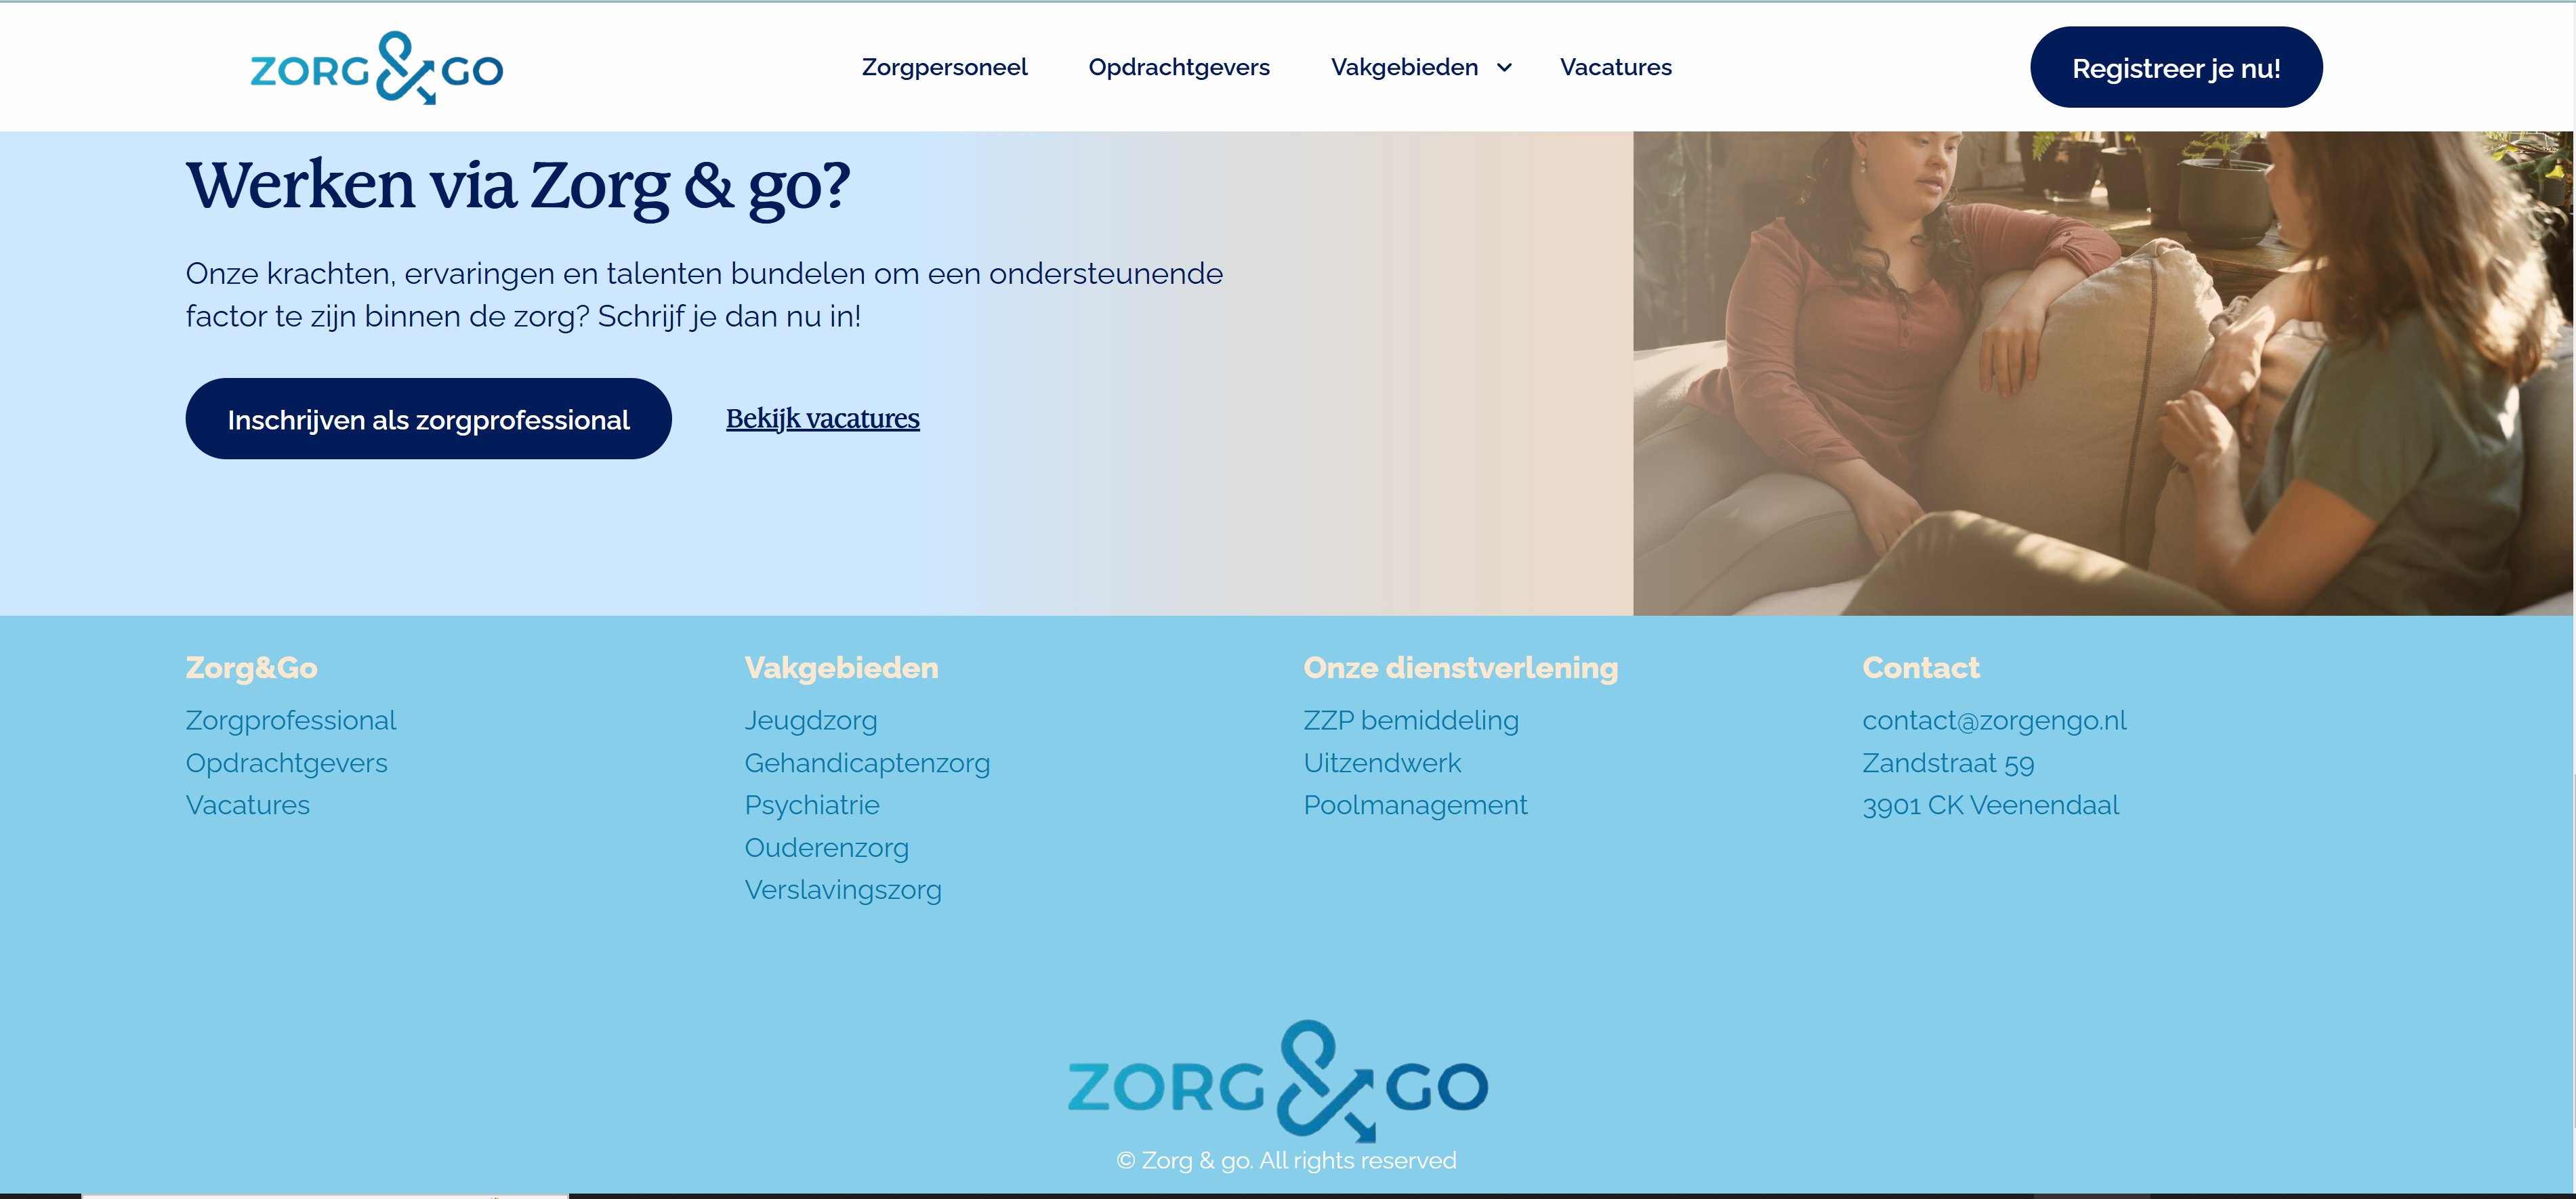 ZORG&GO
Zorgpersoneel
Opdrachtgevers
Vakgebieden
Vacatures
Registreer je nu!
Werken via Zorg & go?
Onze krachten, ervaringen en talenten bundelen om een ondersteunende
factor te zijn binnen de zorg? Schrijf je dan nu in!
Inschrijven als zorgprofessional
Bekijk vacatures
Zorg&Go
Zorgprofessional
Opdrachtgevers
Vacatures
Vakgebieden
Jeugdzorg
Gehandicaptenzorg
Psychiatrie
Ouderenzorg
Verslavingszorg
Onze dienstverlening
ZZP bemiddeling
Uitzendwerk
Poolmanagement
Contact
contact@zorgengo.nl
Zandstraat 59
3901 CK Veenendaal
ZORG&GO
© Zorg & go. All rights reserved